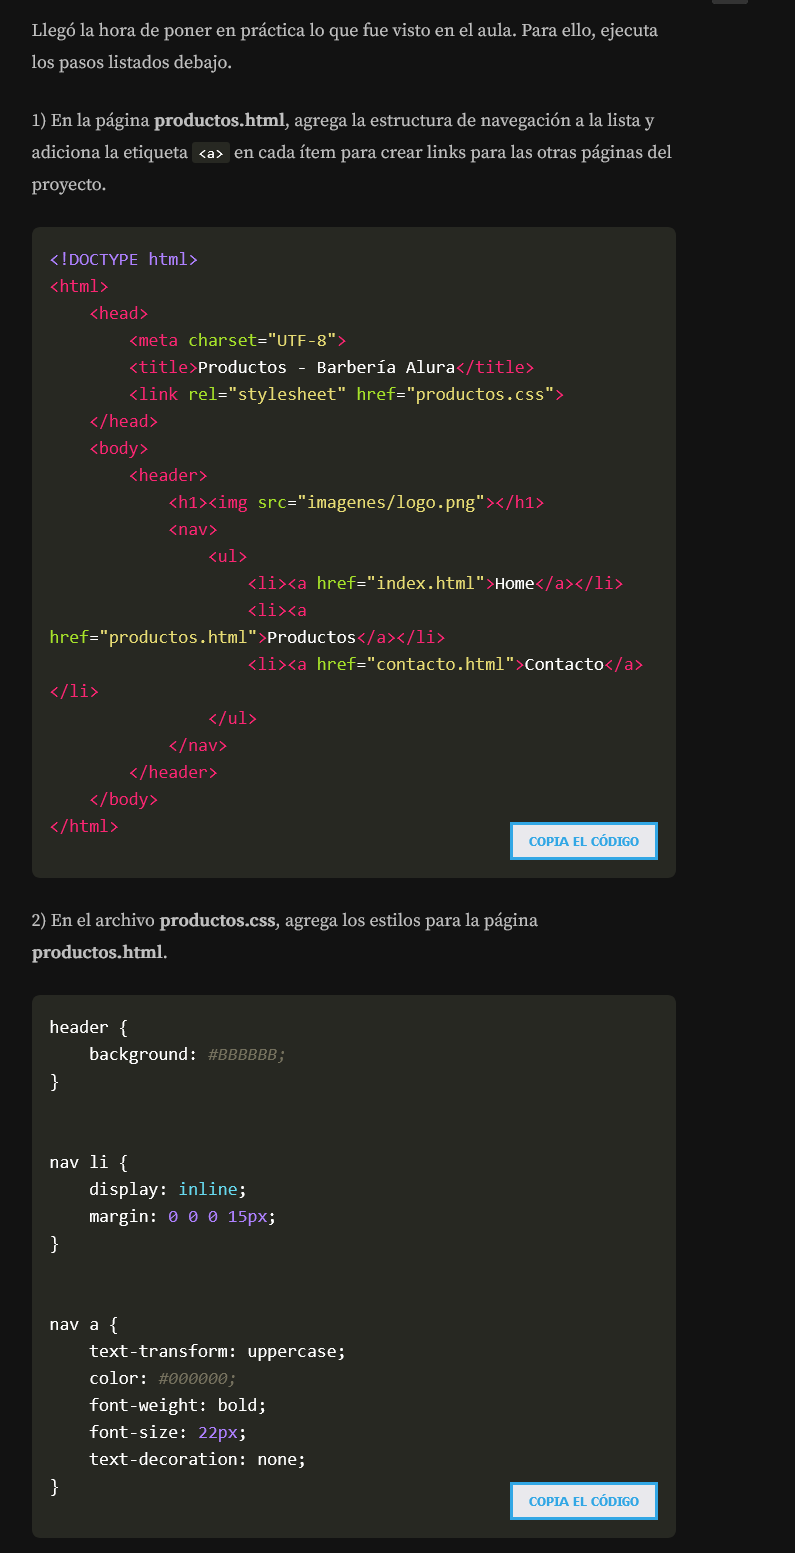 Llegó la hora de poner en práctica lo que fue visto en el aula. Para ello, ejecuta
los pasos listados debajo.
1) En la página productos.html, agrega la estructura de navegación a la lista y
adiciona la etiqueta <a> en cada ítem para crear links para las otras páginas del
proyecto.
<!DOCTYPE html>
<html>
    <head>
        <meta charset="UTF-8">
        <title>Productos - Barbería Alura</title>
        <link rel="stylesheet" href="productos.css">
    </head>
    <body>
        <header>
            <h1><img src="imagenes/logo.png"></h1>
            <nav>
                <ul>
                    <li><a href="index.html">Home</a></li>
                    <li><a
href="productos.html">Productos</a></li>
                    <li><a href="contacto.html">Contacto</a>
</li>
                </ul>
            </nav>
        </header>
    </body>
</html>
COPIA EL CÓDIGO
2) En el archivo productos.css, agrega los estilos para la página
productos.html.
header {
    background: #BBBBBB;
}
nav li {
    display: inline;
    margin: 0 0 0 15px;
}
nav a {
    text-transform: uppercase;
    color: #000000;
    font-weight: bold;
    font-size: 22px;
    text-decoration: none;
}
COPIA EL CÓDIGO